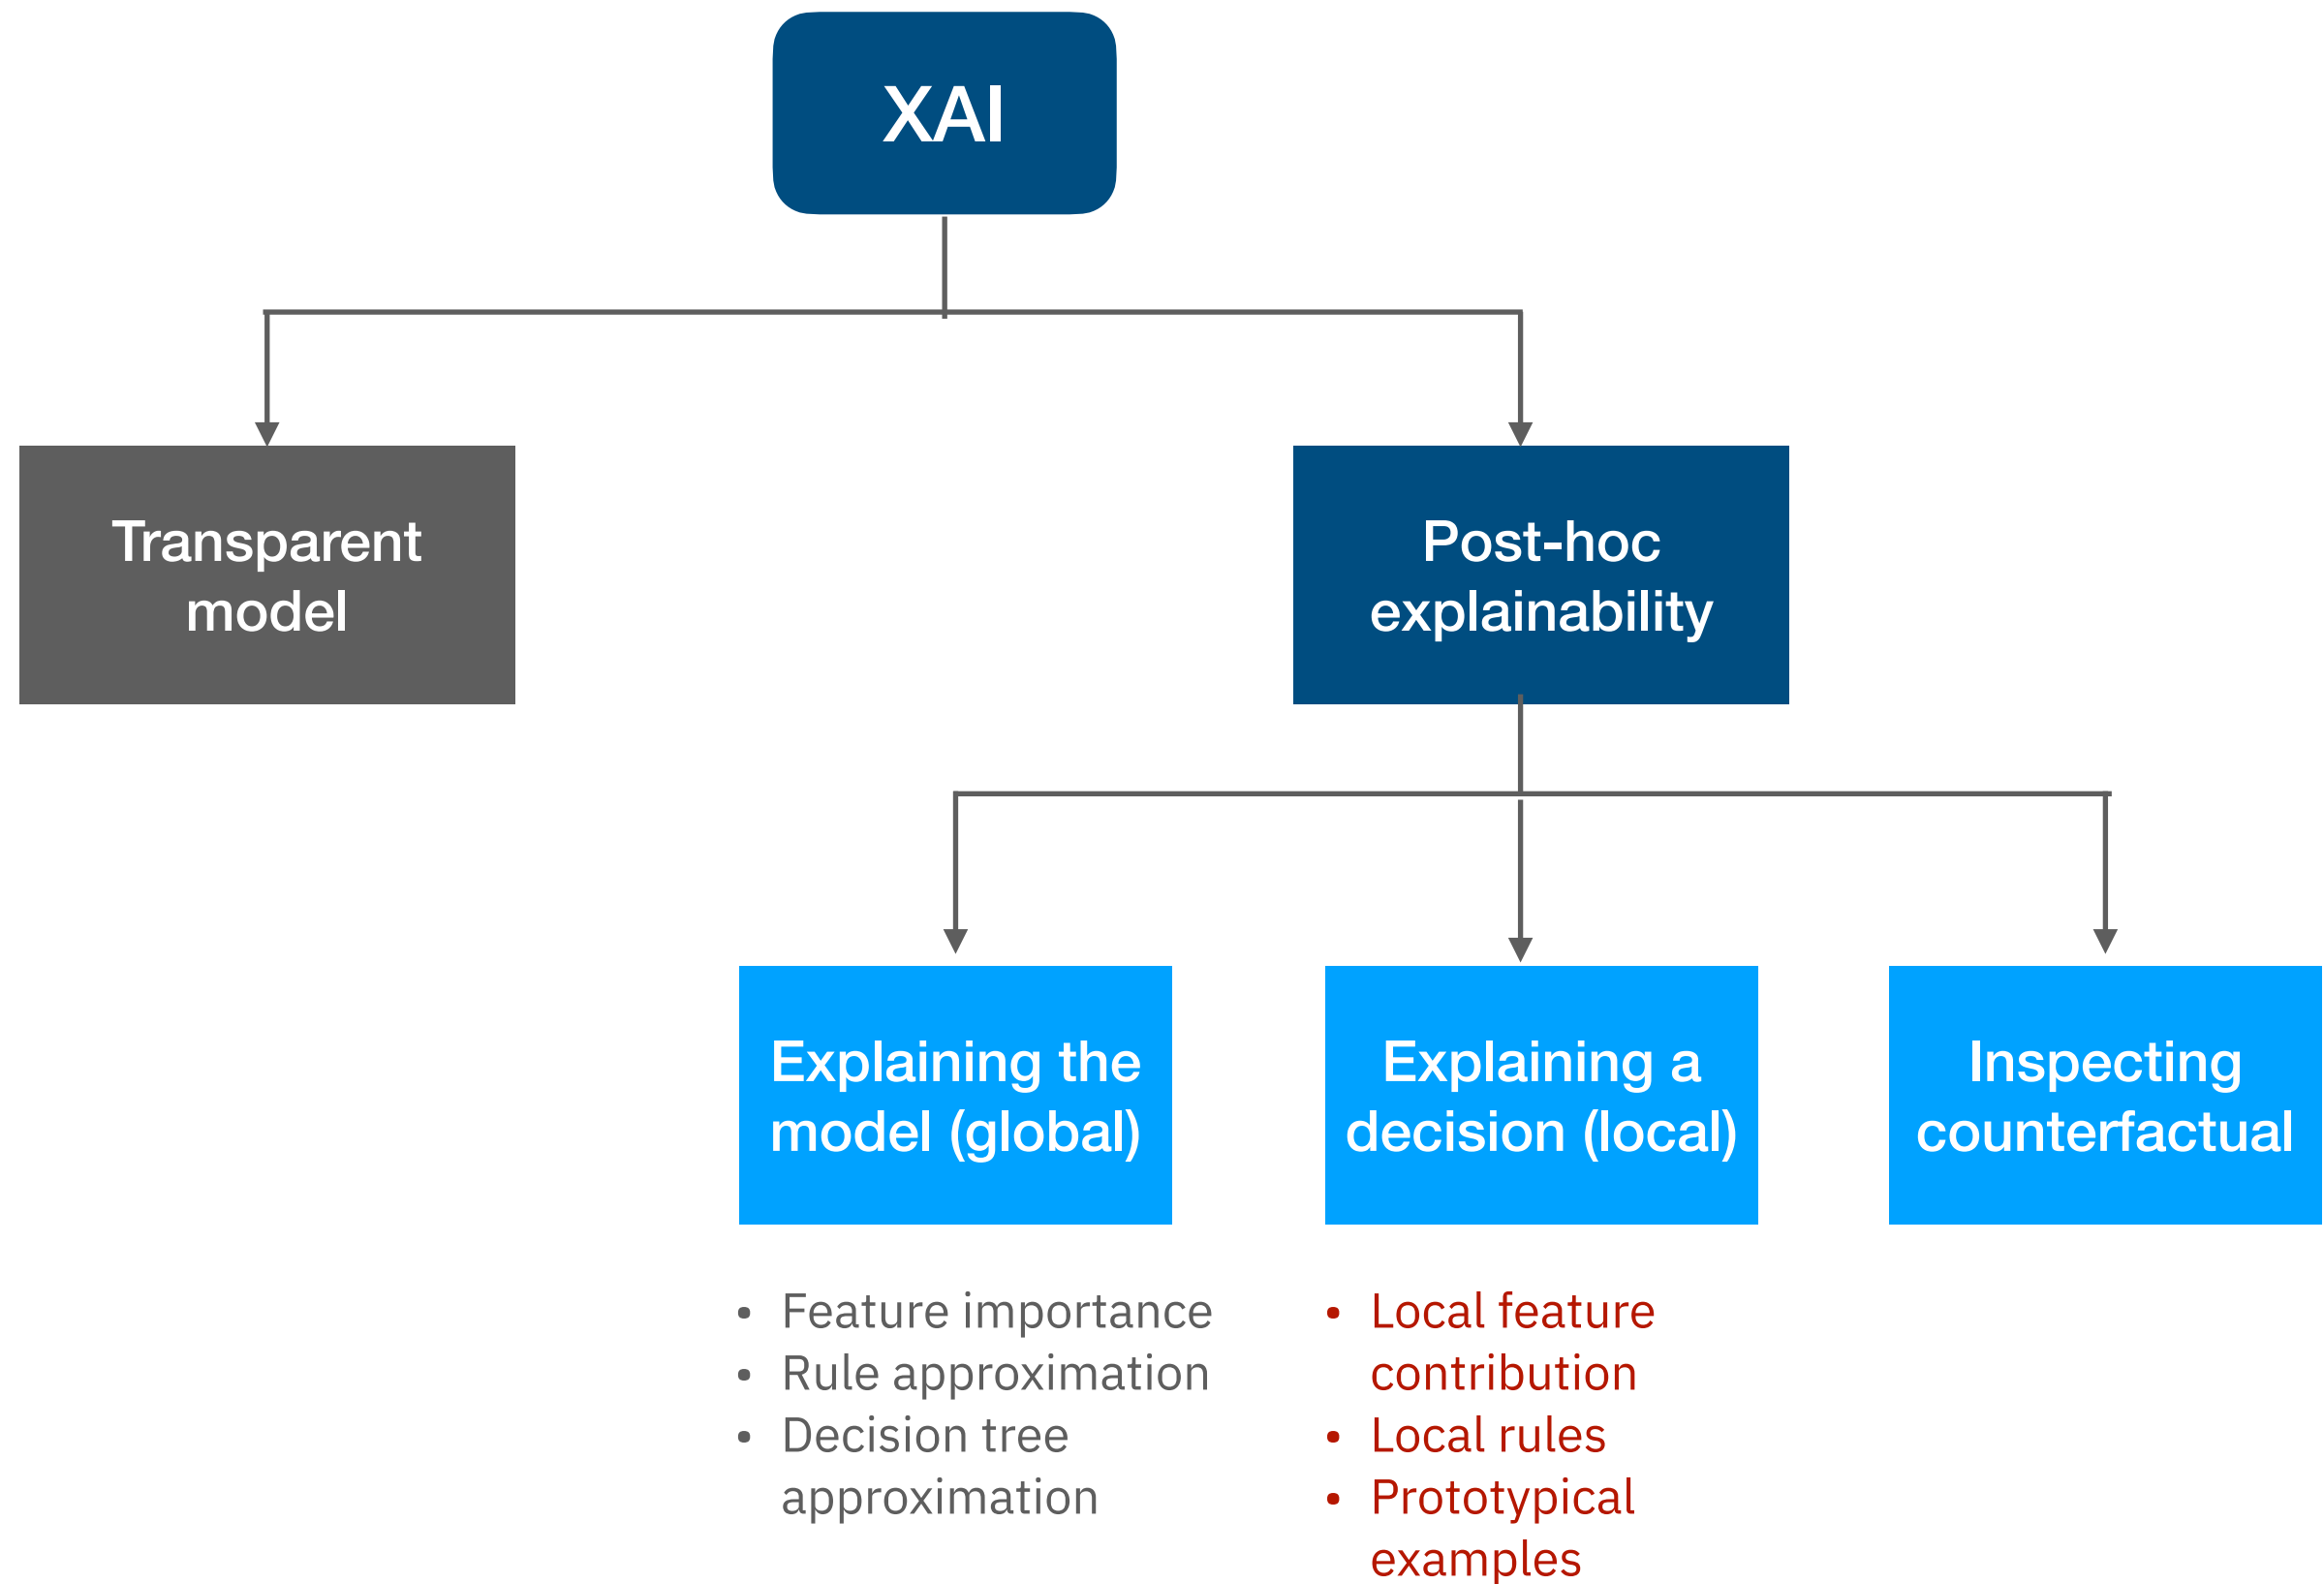 XAI
Transparent
model
Post-hoc
explainability
Explaining the
model (global)
Explaining a
decision (local)
Inspecting
counterfactual
• Feature importance
• Rule approximation
• Decision tree
approximation
• Local feature
contribution
• Local rules
• Prototypical
examples